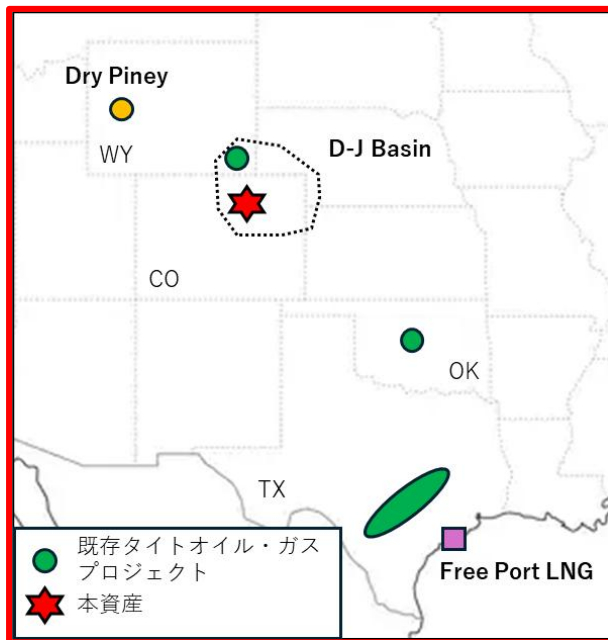 Dry Piney
WY
D-J Basin
CO
OK
TX
Free Port LNG
既存タイトオイル・ガス
プロジェクト
本資産